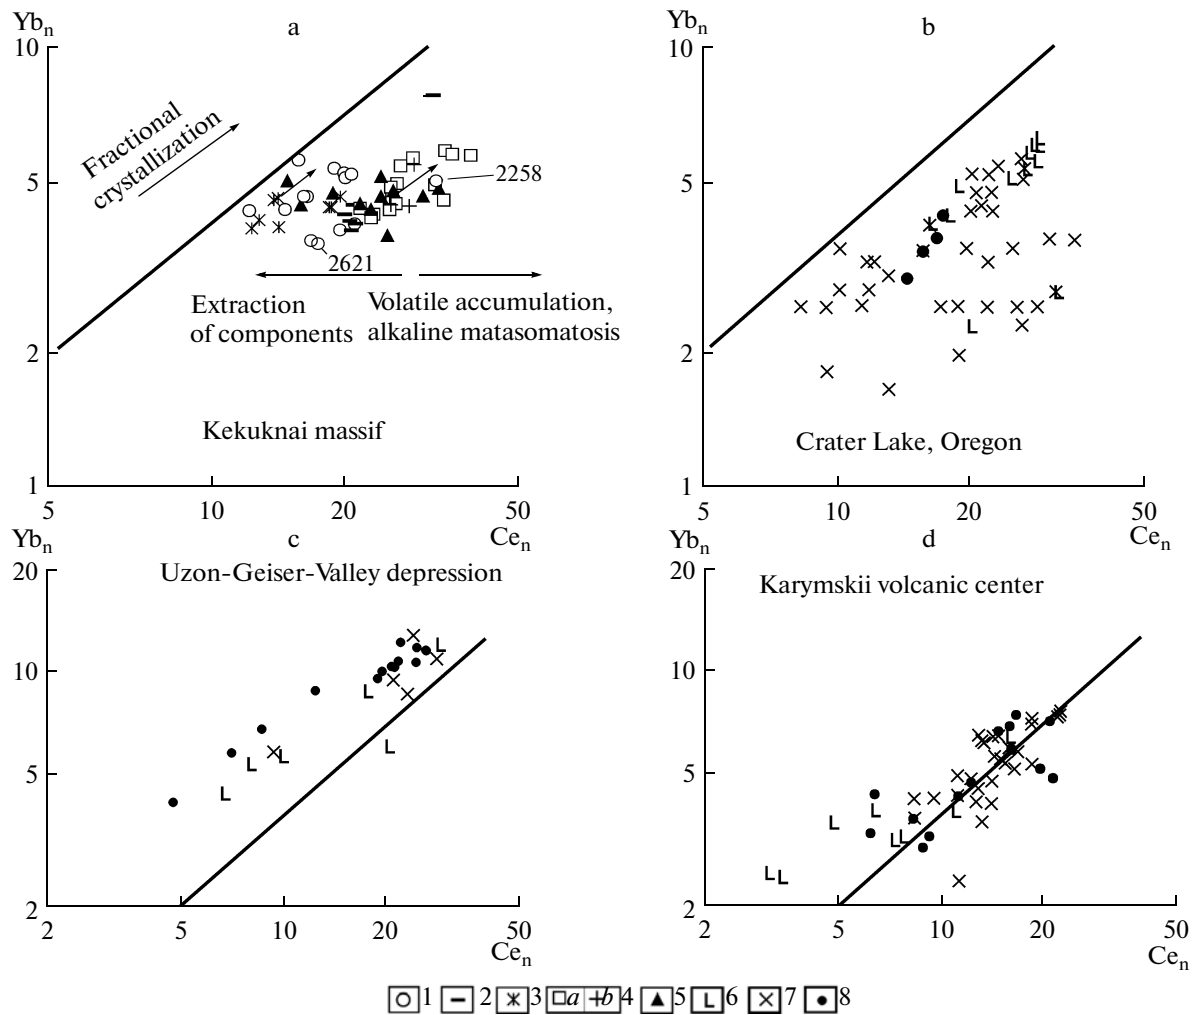 Yb_n
a
10
5
2
1
Fractional
crystallization
2258
2621
Extraction
of components
Volatile accumulation,
alkaline matasomatosis
Kekuknai massif
5
10
20
50
Ce_n
Yb_n
b
10
5
2
1
Crater Lake, Oregon
5
10
20
50
Ce_n
Yb_n
c
20
10
5
2
Uzon-Geiser-Valley depression
2
5
10
20
50
Ce_n
Yb_n
d
20
10
5
2
Karymskii volcanic center
2
5
10
20
50
Ce_n
1 2 3 a b 4 5 6 7 8